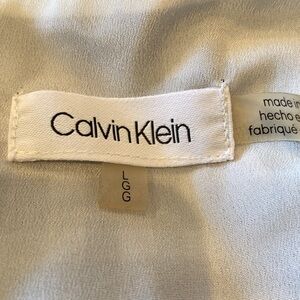 Calvin Klein
made in
hecho e
fabriqué
L
G
G